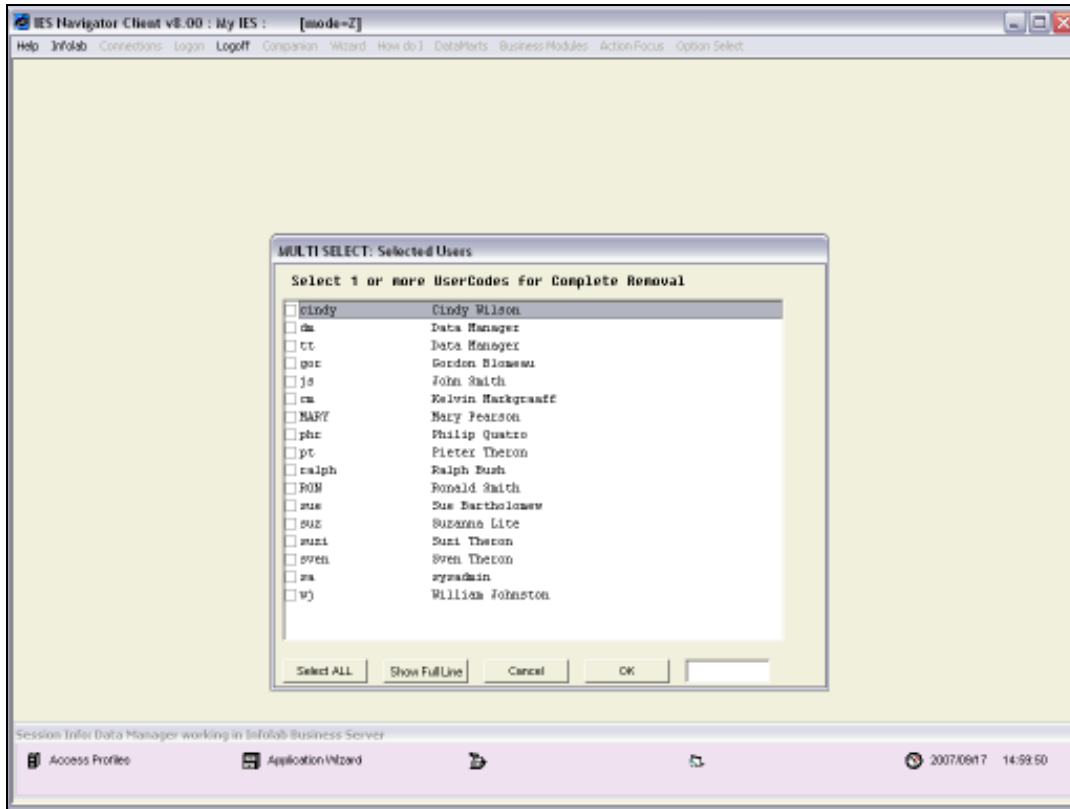 IES Navigator Client v8.00 : My IES : [mode=Z]
Help Infolab Connections Logon Logoff Companion Wizard How do I DataMarts Business Modules Action Focus Option Select
MULTI SELECT: Selected Users
Select 1 or more UserCodes for Complete Removal
cindy Cindy Wilson
dm Data Manager
tt Data Manager
gor Gordon
js John Smith
Kelvin Markgraaff
MARY Mary Pearson
phr Philip Quatro
pt Pieter Theron
ralph Ralph Bush
RON Ronald Smith
sue Sue Bartholomew
suz Suzanna Lite
suzi Suzi Theron
sven Sven Theron
sa sysadmin
wj William Johnston
Select ALL Show Full Line Cancel OK
Session Info: Data Manager working in Infolab Business Server
Access Profiles Application Wizard 2007/09/17 14:59:50